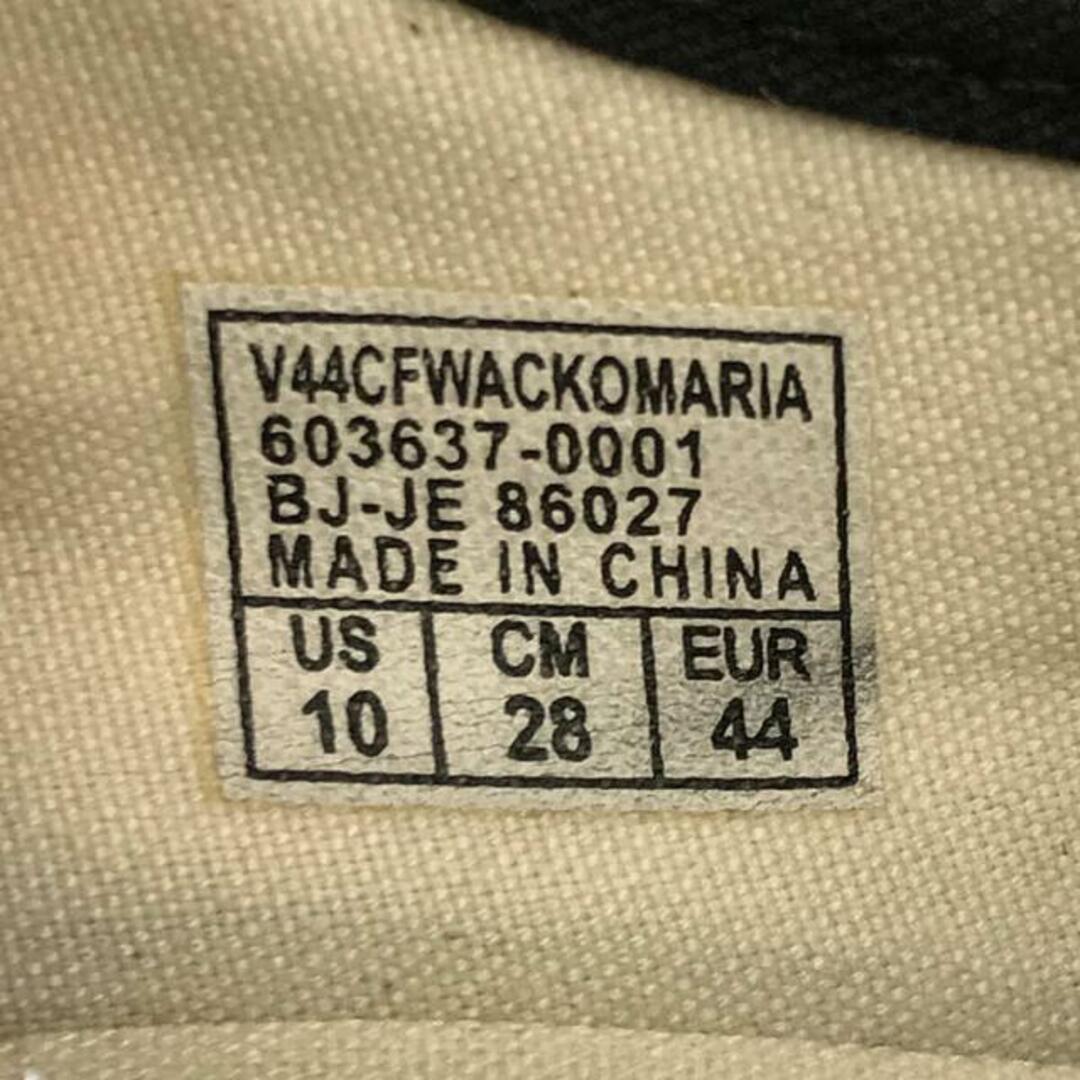 V44CFWACKOMARIA
603637-0001
BJ-JE 86027
MADE IN CHINA
US CM EUR
10 28 44